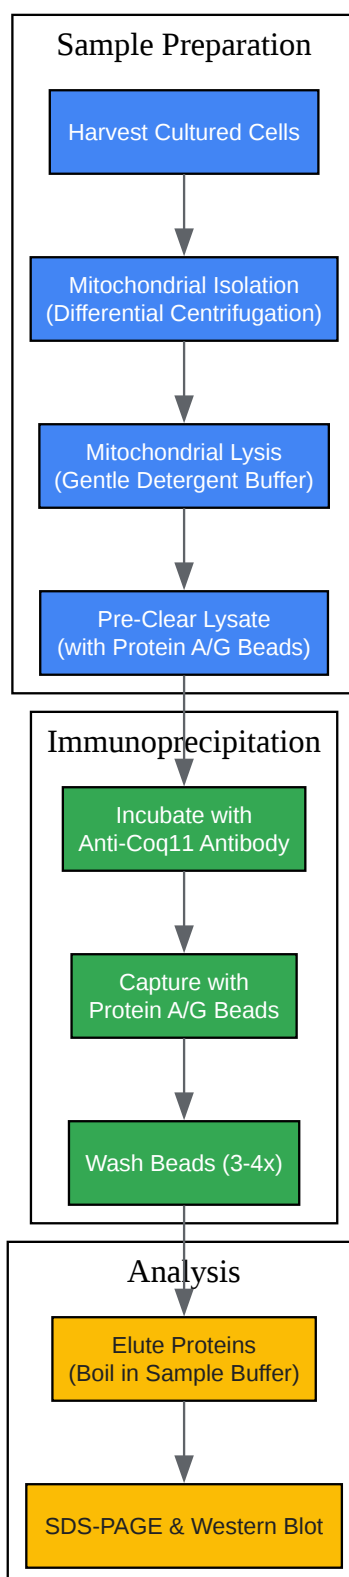 Sample Preparation
Harvest Cultured Cells
Mitochondrial Isolation
(Differential Centrifugation)
Mitochondrial Lysis
(Gentle Detergent Buffer)
Pre-Clear Lysate
(with Protein A/G Beads)
Immunoprecipitation
Incubate with
Anti-Coq11 Antibody
Capture with
Protein A/G Beads
Wash Beads (3-4x)
Analysis
Elute Proteins
(Boil in Sample Buffer)
SDS-PAGE & Western Blot